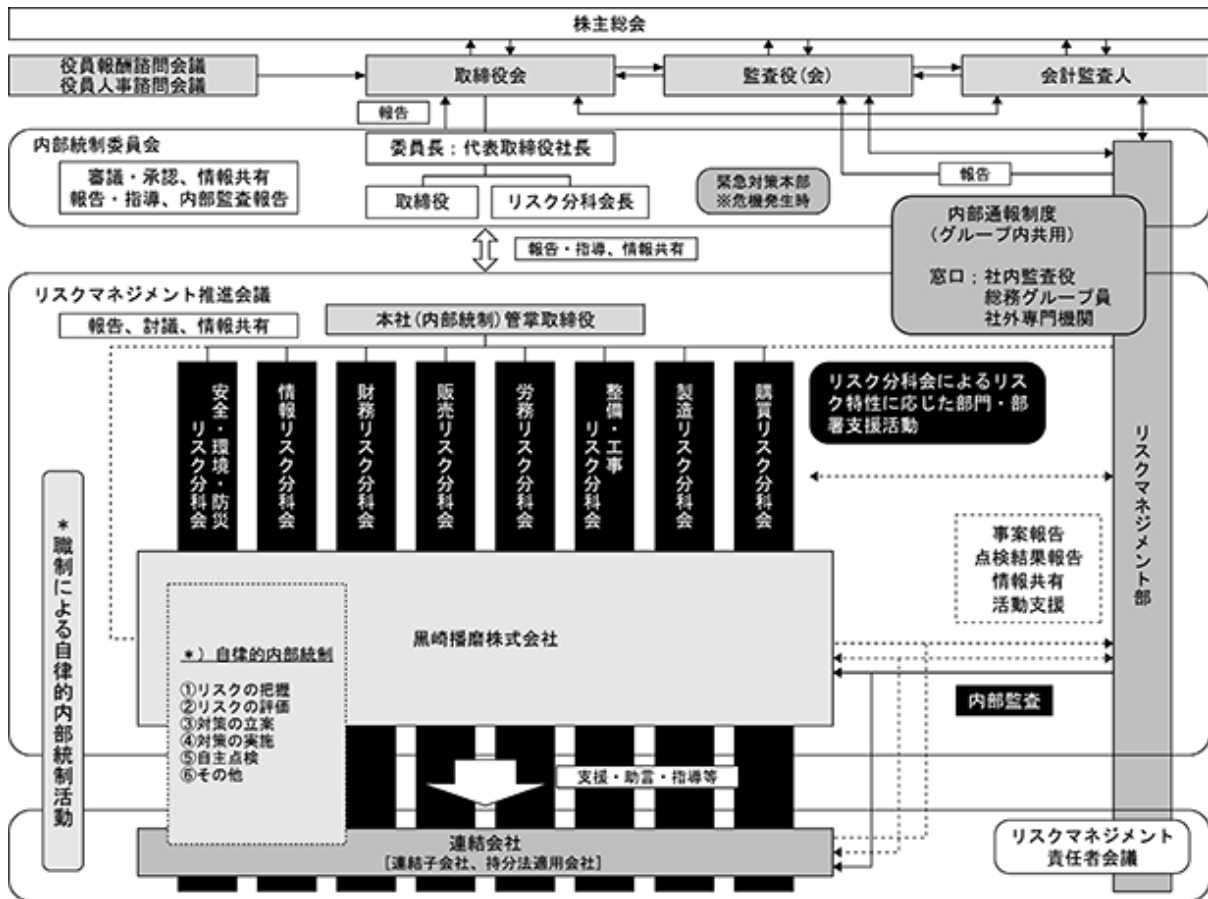 株主総会
役員報酬諮問会議
役員人事諮問会議
取締役会
監査役(会)
会計監査人
報告
内部統制委員会
審議・承認、情報共有
報告・指導、内部監査報告
委員長：代表取締役社長
取締役
リスク分科会長
緊急対策本部
※危機発生時
報告
内部通報制度
(グループ内共用)
窓口：社内監査役
総務グループ員
社外専門機関
報告・指導、情報共有
リスクマネジメント推進会議
報告、討議、情報共有
本社(内部統制)管掌取締役
安全・環境・防災
リスク分科会
情報リスク分科会
財務リスク分科会
販売リスク分科会
労務リスク分科会
整備・工事
リスク分科会
製造リスク分科会
購買リスク分科会
リスク分科会によるリス
ク特性に応じた部門・部
署支援活動
リスクマネジメント部
事案報告
点検結果報告
情報共有
活動支援
＊職制による自律的内部統制活動
黒崎播磨株式会社
＊）自律的内部統制
①リスクの把握
②リスクの評価
③対策の立案
④対策の実施
⑤自主点検
⑥その他
内部監査
支援・助言・指導等
連結会社
[連結子会社、持分法適用会社]
リスクマネジメント
責任者会議